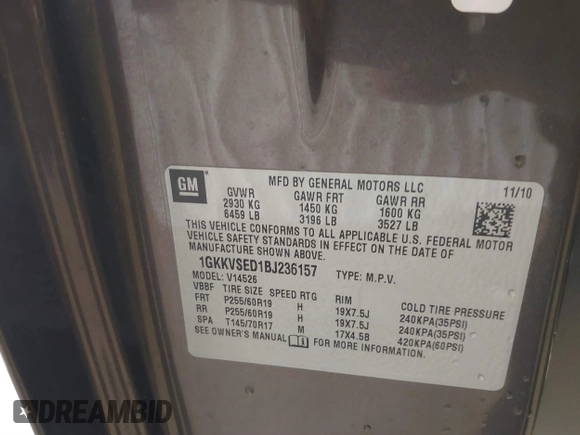 GM
MFD BY GENERAL MOTORS LLC 11/10
GVWR GAWR FRT GAWR RR
2930 KG 1450 KG 1600 KG
6459 LB 3196 LB 3527 LB
THIS VEHICLE CONFORMS TO ALL APPLICABLE U.S. FEDERAL MOTOR
VEHICLE SAFETY STANDARDS IN EFFECT ON THE DATE OF
MANUFACTURE SHOWN ABOVE.
1GKKVSED1BJ236157 TYPE: M.P.V.
MODEL: V14526
VBBF TIRE SIZE SPEED RTG RIM COLD TIRE PRESSURE
FRT P255/60R19 H 19X7.5J 240KPA(35PSI)
RR P255/60R19 H 19X7.5J 240KPA(35PSI)
SPA T145/70R17 M 17X4.5B 420KPA(60PSI)
SEE OWNER'S MANUAL FOR MORE INFORMATION.
DREAMBID